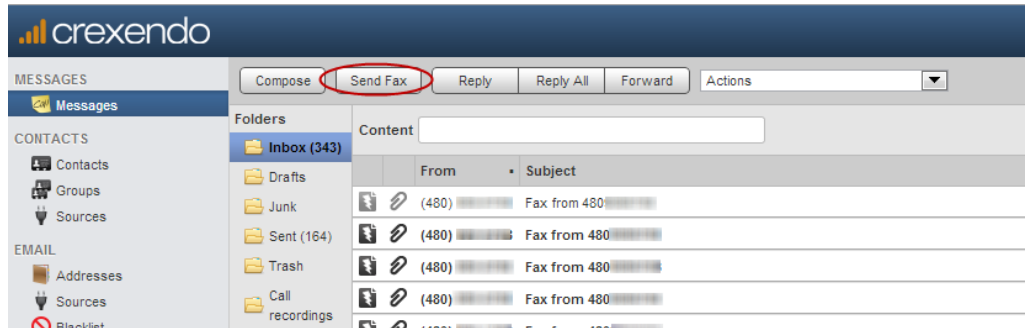 crexendo
MESSAGES
Messages
CONTACTS
Contacts
Groups
Sources
EMAIL
Addresses
Sources
Blacklist
Compose Send Fax Reply Reply All Forward Actions
Folders
Inbox (343)
Drafts
Junk
Sent (164)
Trash
Call
recordings
Content
From Subject
(480) Fax from 480
(480) Fax from 480
(480) Fax from 480
(480) Fax from 480